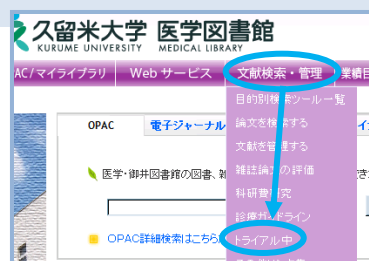 久留米大学 医学図書館
KURUME UNIVERSITY MEDICAL LIBRARY
AC/マイライブラリ Web サービス 文献検索・管理 業績
目的別検索ツール一覧
論文を検索する
文献を管理する
雑誌論文の評価
科研費研究
診療ガイドライン
トライアル中
OPAC 電子ジャーナル
医学・御井図書館の図書、雑
OPAC詳細検索はこちら